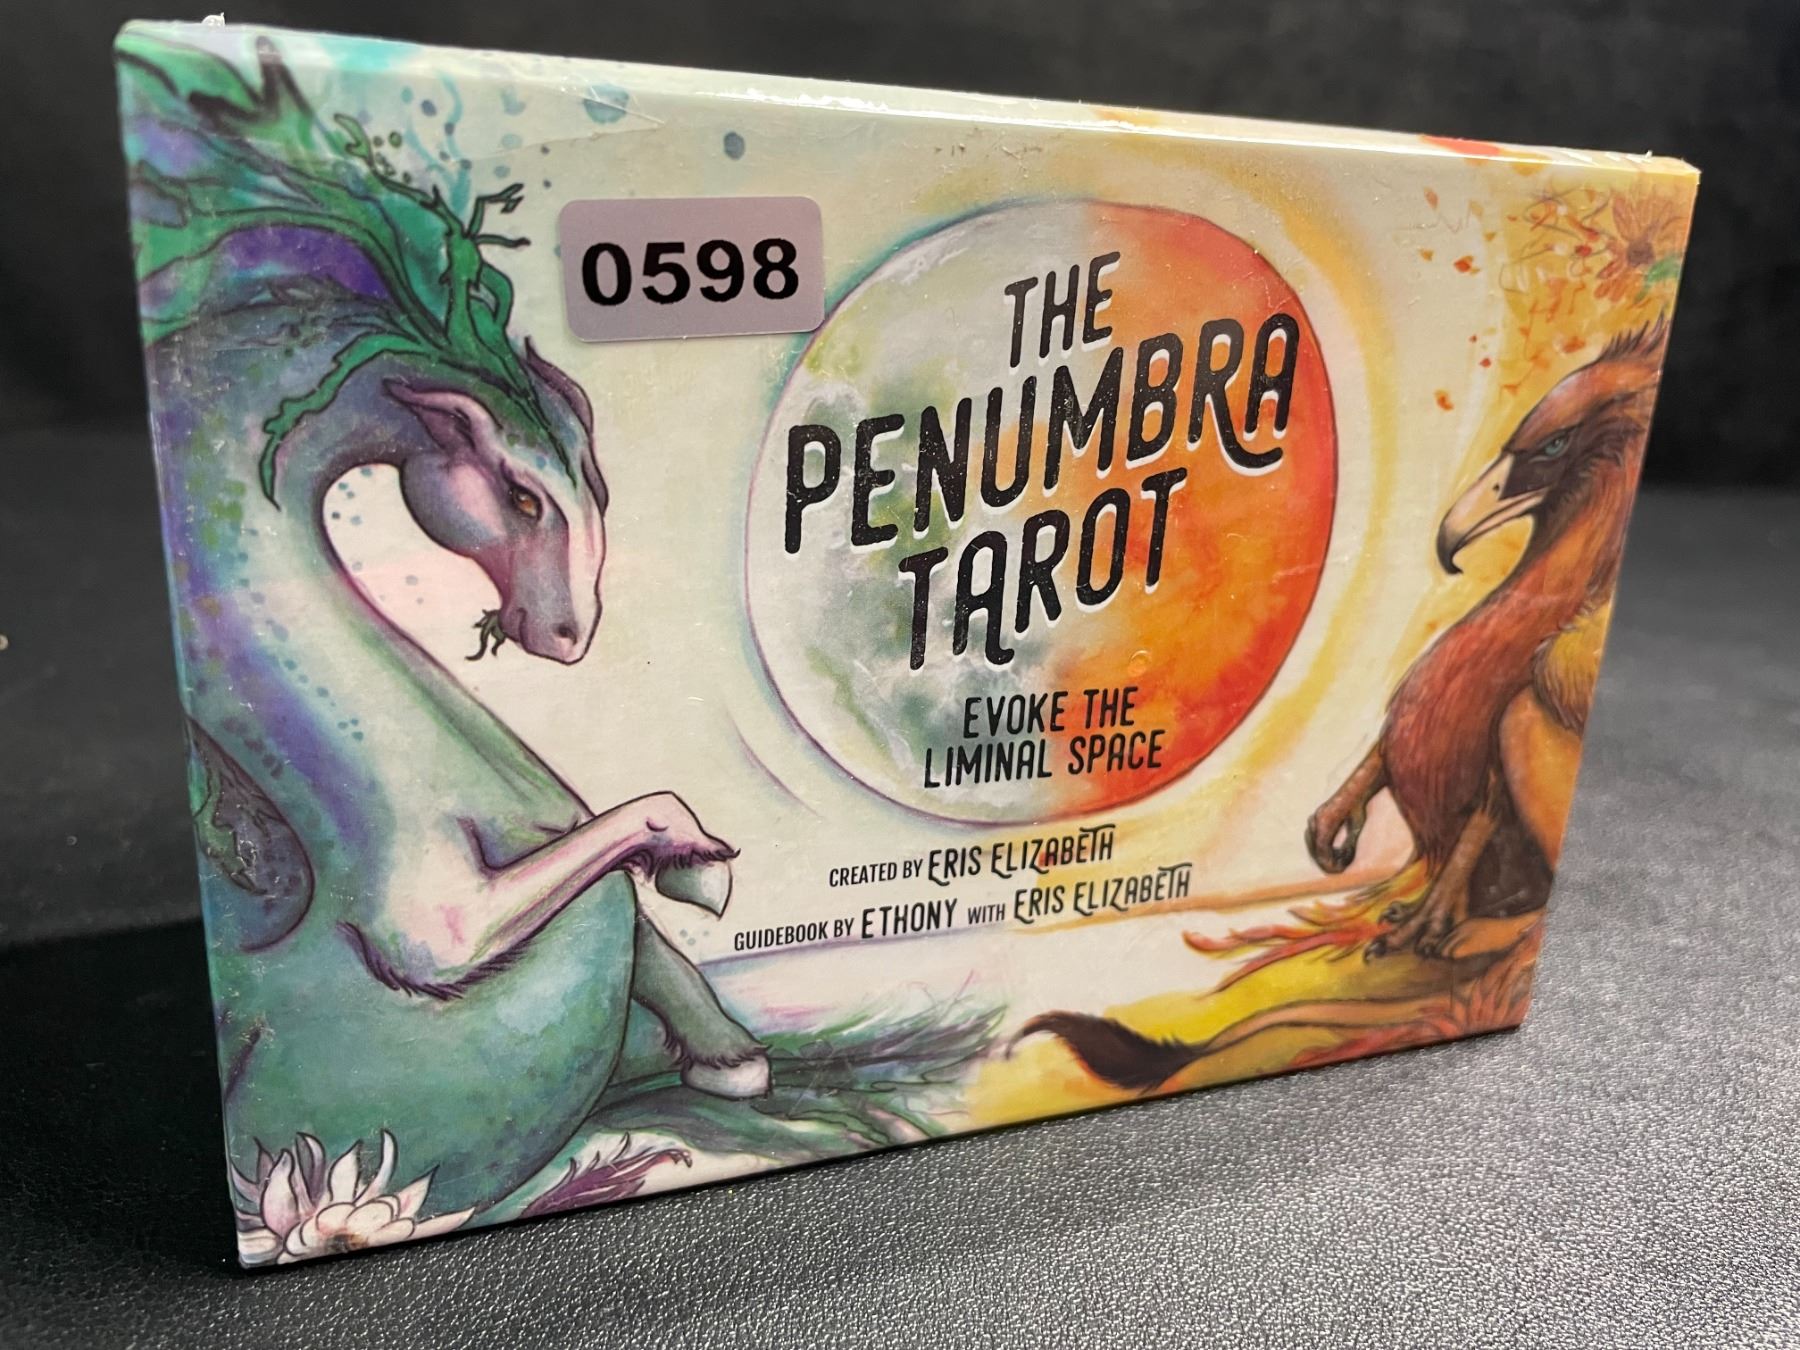 0598
THE
PENUMBRA
TAROT
EVOKE THE
LIMINAL SPACE
CREATED BY ERIS ELIZABETH
GUIDEBOOK BY ETHONY WITH ERIS ELIZABETH